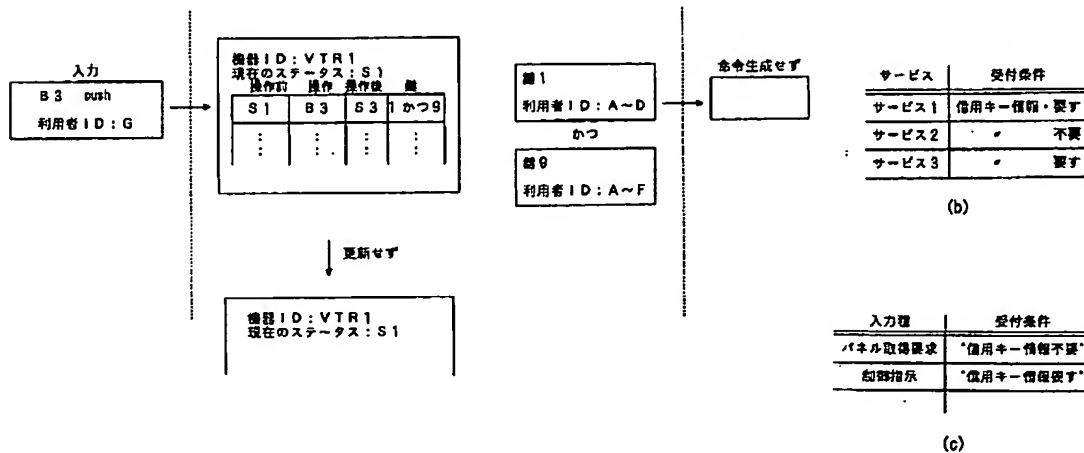 入力
B3 push
利用者ID:G
機器ID:VTR1
現在のステータス:S1
操作前 操作 操作後 鍵
S1 B3 S3 1かつ9
更新せず
機器ID:VTR1
現在のステータス:S1
鍵1
利用者ID:A~D
かつ
鍵9
利用者ID:A~F
命令生成せず
サービス 受付条件
サービス1 信用キー情報・要す
サービス2 〃 不要
サービス3 〃 要す
(b)
入力種 受付条件
パネル取得要求 "信用キー情報不要"
制御指示 "信用キー情報要す"
(c)